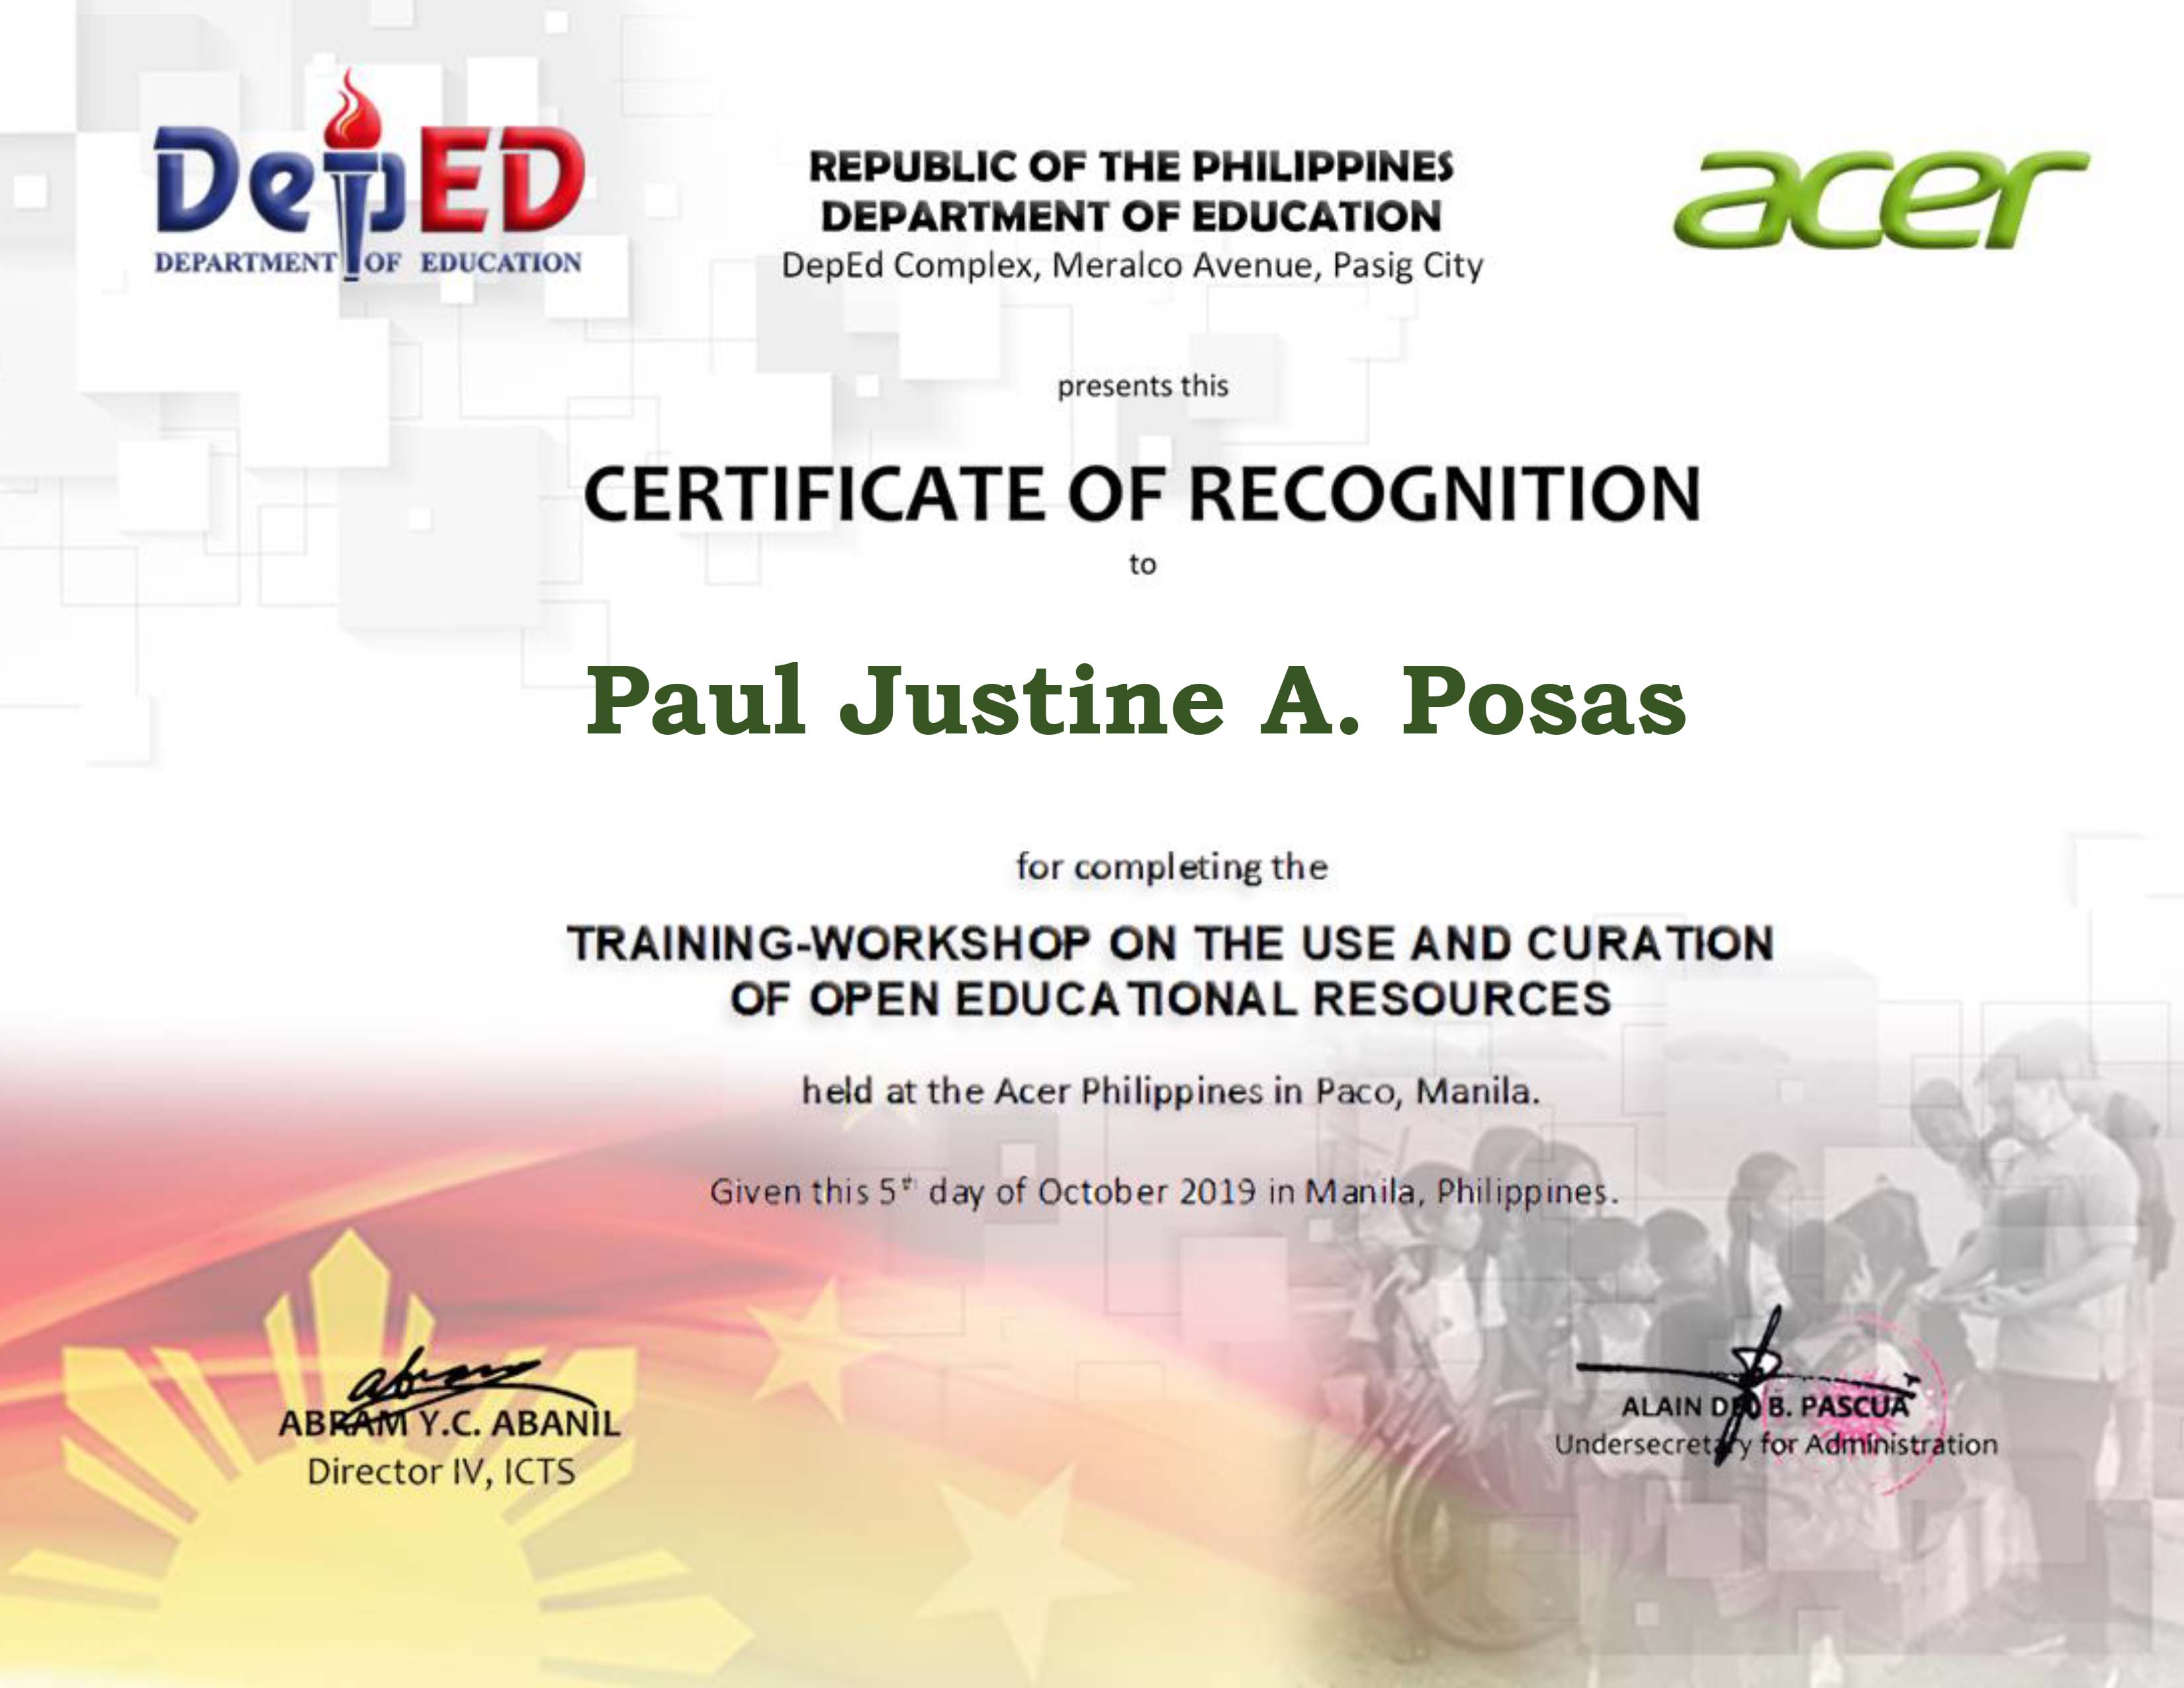 DepED
DEPARTMENT OF EDUCATION
REPUBLIC OF THE PHILIPPINES
DEPARTMENT OF EDUCATION
DepEd Complex, Meralco Avenue, Pasig City
acer
presents this
CERTIFICATE OF RECOGNITION
to
Paul Justine A. Posas
for completing the
TRAINING-WORKSHOP ON THE USE AND CURATION
OF OPEN EDUCATIONAL RESOURCES
held at the Acer Philippines in Paco, Manila.
Given this 5th day of October 2019 in Manila, Philippines.
ABRAM Y.C. ABANIL
Director IV, ICTS
ALAIN DEL B. PASCUA
Undersecretary for Administration